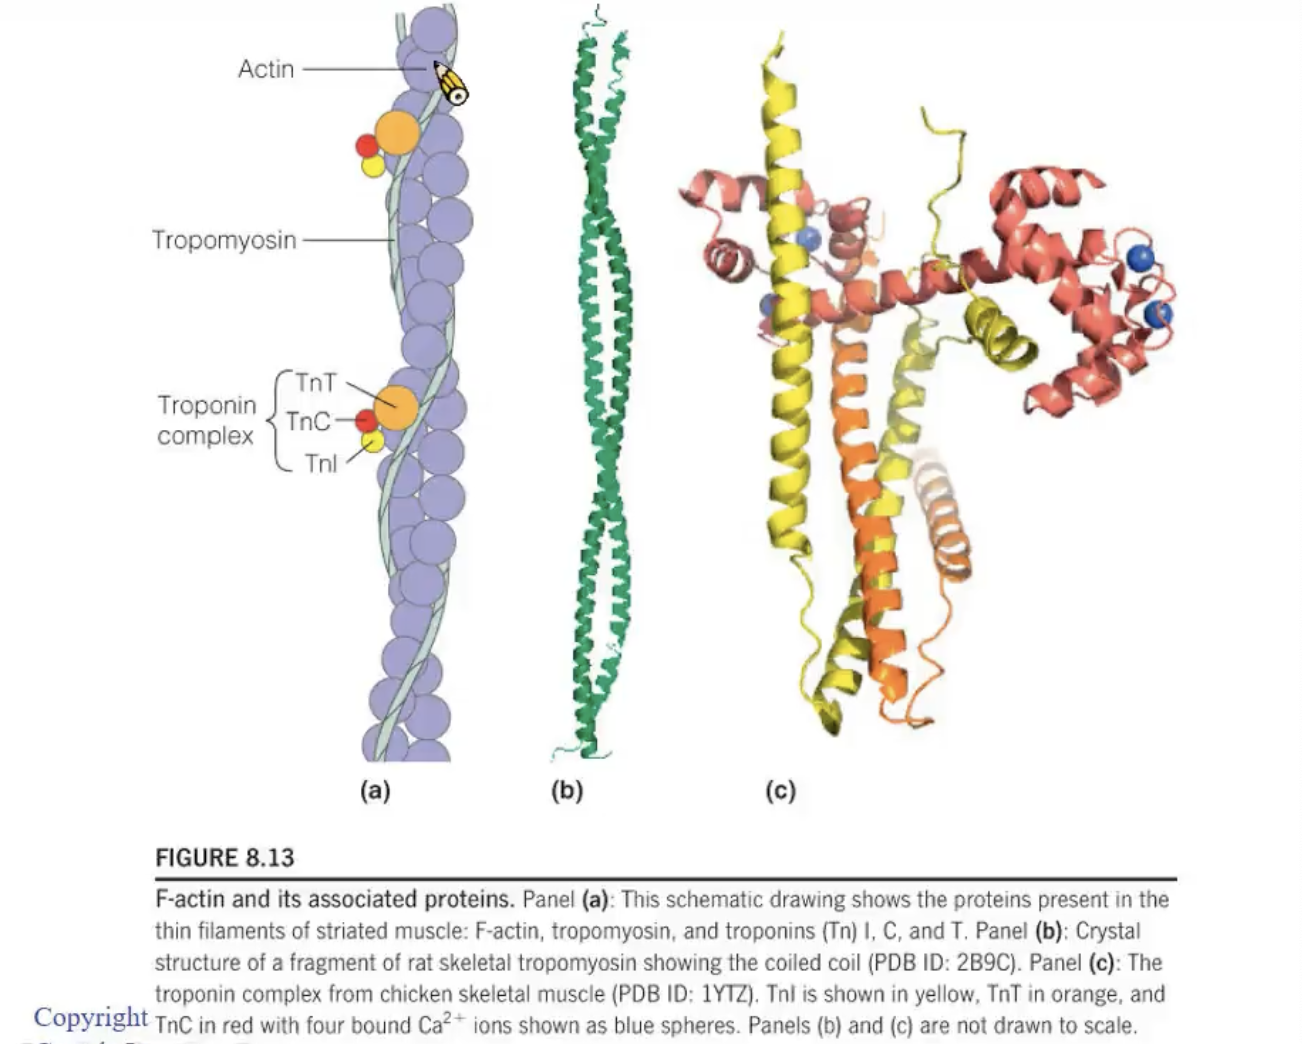 Actin
Tropomyosin
Troponin
complex
TnT
TnC
TnI
(a)
(b)
(c)
FIGURE 8.13
F-actin and its associated proteins. Panel (a): This schematic drawing shows the proteins present in the
thin filaments of striated muscle: F-actin, tropomyosin, and troponins (Tn) I, C, and T. Panel (b): Crystal
structure of a fragment of rat skeletal tropomyosin showing the coiled coil (PDB ID: 2B9C). Panel (c): The
troponin complex from chicken skeletal muscle (PDB ID: 1YTZ). TnI is shown in yellow, TnT in orange, and
TnC in red with four bound Ca²⁺ ions shown as blue spheres. Panels (b) and (c) are not drawn to scale.
Copyright